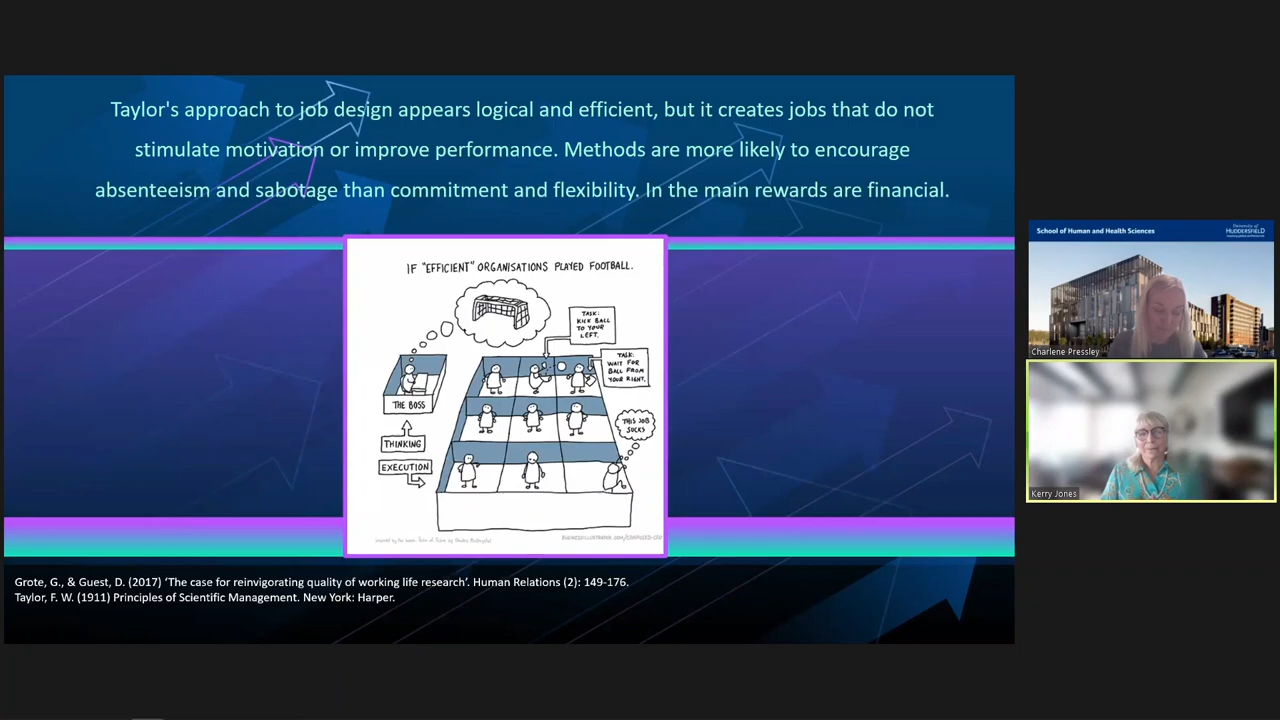 Taylor's approach to job design appears logical and efficient, but it creates jobs that do not
stimulate motivation or improve performance. Methods are more likely to encourage
absenteeism and sabotage than commitment and flexibility. In the main rewards are financial.
IF "EFFICIENT" ORGANISATIONS PLAYED FOOTBALL.
TASK:
KICK BALL
TO YOUR
LEFT.
TASK:
WAIT FOR
BALL FROM
YOUR RIGHT.
THE BOSS
THINKING
EXECUTION
THIS JOB
SUCKS
Grote, G., & Guest, D. (2017) ‘The case for reinvigorating quality of working life research’. Human Relations (2): 149-176.
Taylor, F. W. (1911) Principles of Scientific Management. New York: Harper.
School of Human and Health Sciences
University of
HUDDERSFIELD
Charlene Pressley
Kerry Jones